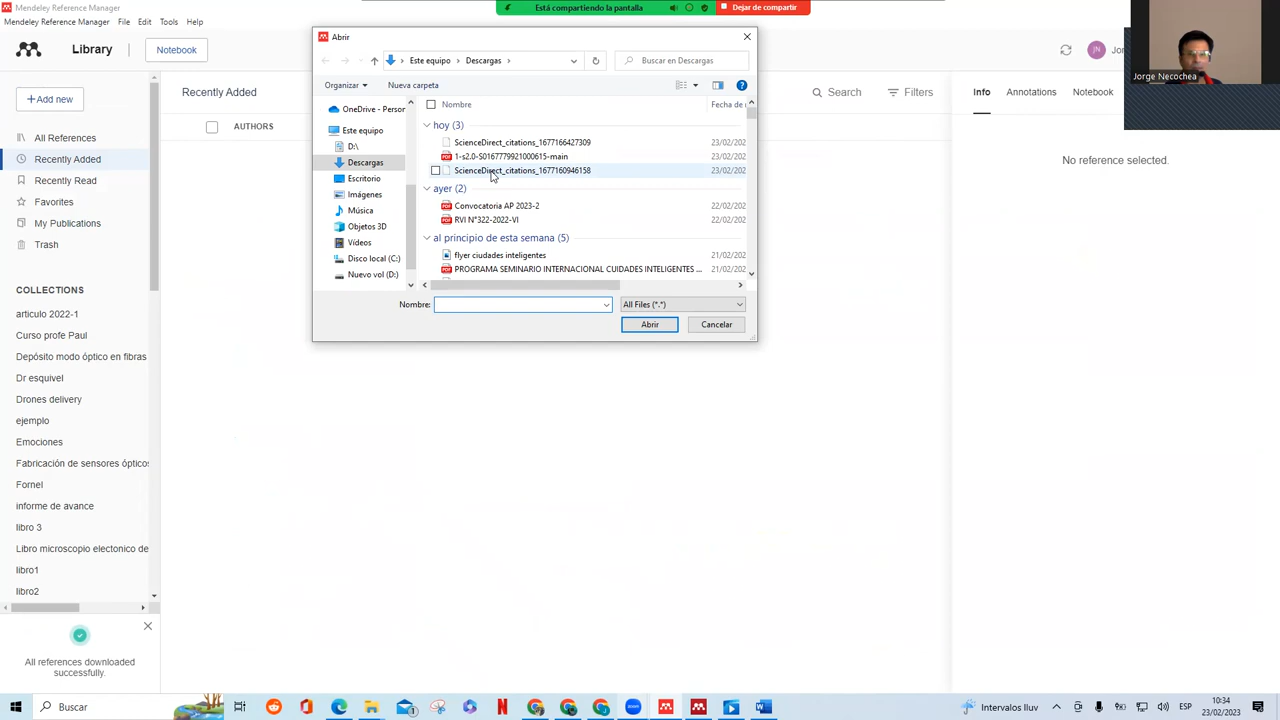 Mendeley Reference Manager
Está compartiendo la pantalla
Dejar de compartir
Mendeley Reference Manager File Edit Tools Help
Library
Notebook
+Add new
All References
Recently Added
Recently Read
Favorites
My Publications
Trash
COLLECTIONS
articulo 2022-1
Curso profe Paul
Depósito modo óptico en fibras
Dr esquivel
Drones delivery
ejemplo
Emociones
Fabricación de sensores óptico
Fornel
informe de avance
libro 3
Libro microscopio electonico de
libro1
libro2
All references downloaded
successfully.
Recently Added
AUTHORS
Search
Filters
JN
Jor
Info
Annotations
Notebook
No reference selected.
Jorge Necochea
Abrir
Este equipo
Descargas
Buscar en Descargas
Organizar
Nueva carpeta
OneDrive - Person
Este equipo
D:\
Descargas
Escritorio
Imágenes
Música
Objetos 3D
Vídeos
Disco local (C:)
Nuevo vol (D:)
Nombre
Fecha de
hoy (3)
ScienceDirect_citations_1677166427309 23/02/202
1-s2.0-S0167779921000615-main 23/02/202
ScienceDirect_citations_1677160946158 23/02/202
ayer (2)
Convocatoria AP 2023-2 22/02/202
RVI N°322-2022-VI 22/02/202
al principio de esta semana (5)
flyer ciudades inteligentes 21/02/202
PROGRAMA SEMINARIO INTERNACIONAL CUIDADES INTELIGENTES ... 21/02/202
Nombre:
All Files (*.*)
Abrir
Cancelar
Buscar
zoom
Intervalos lluv
ESP
10:34
23/02/2023